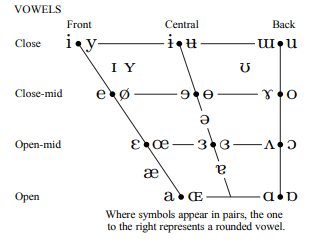 VOWELS
Front Central Back
Close i y ɨ ʉ ɯ u
ɪ ʏ ʊ
Close-mid e ø ɘ ɵ ɤ o
ə
Open-mid ɛ œ ɜ ɞ ʌ ɔ
æ ɐ
Open a ɶ ɑ ɒ
Where symbols appear in pairs, the one
to the right represents a rounded vowel.